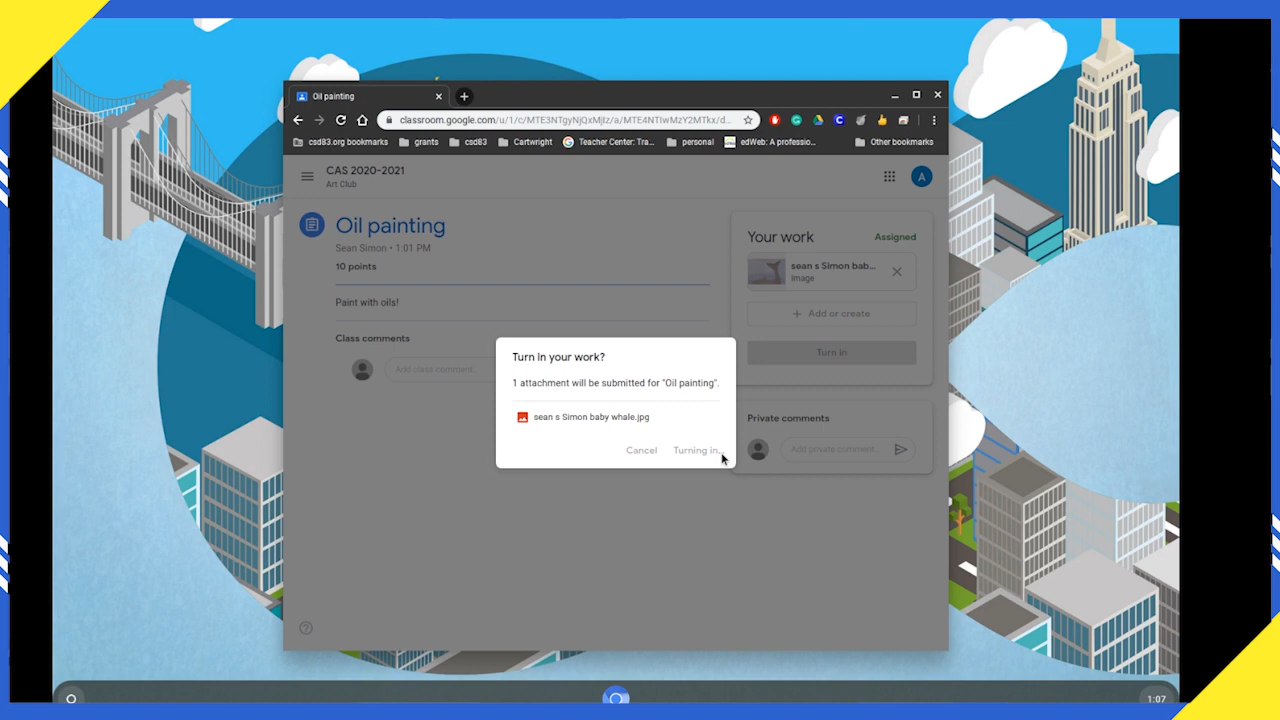 Oil painting
classroom.google.com/u/1/c/MTE3NTgyNjQxMjIz/a/MTE4NTIwMzY2MTkx/d...
csd83.org bookmarks
grants
csd83
Cartwright
Teacher Center: Tra...
personal
edWeb: A professio...
Other bookmarks
CAS 2020-2021
Art Club
A
Oil painting
Sean Simon • 1:01 PM
10 points
Paint with oils!
Class comments
Add class comment...
Your work
Assigned
sean s Simon bab...
Image
+ Add or create
Turn in
Turn in your work?
1 attachment will be submitted for "Oil painting".
sean s Simon baby whale.jpg
Cancel
Turning in...
Private comments
Add private comment...
1:07